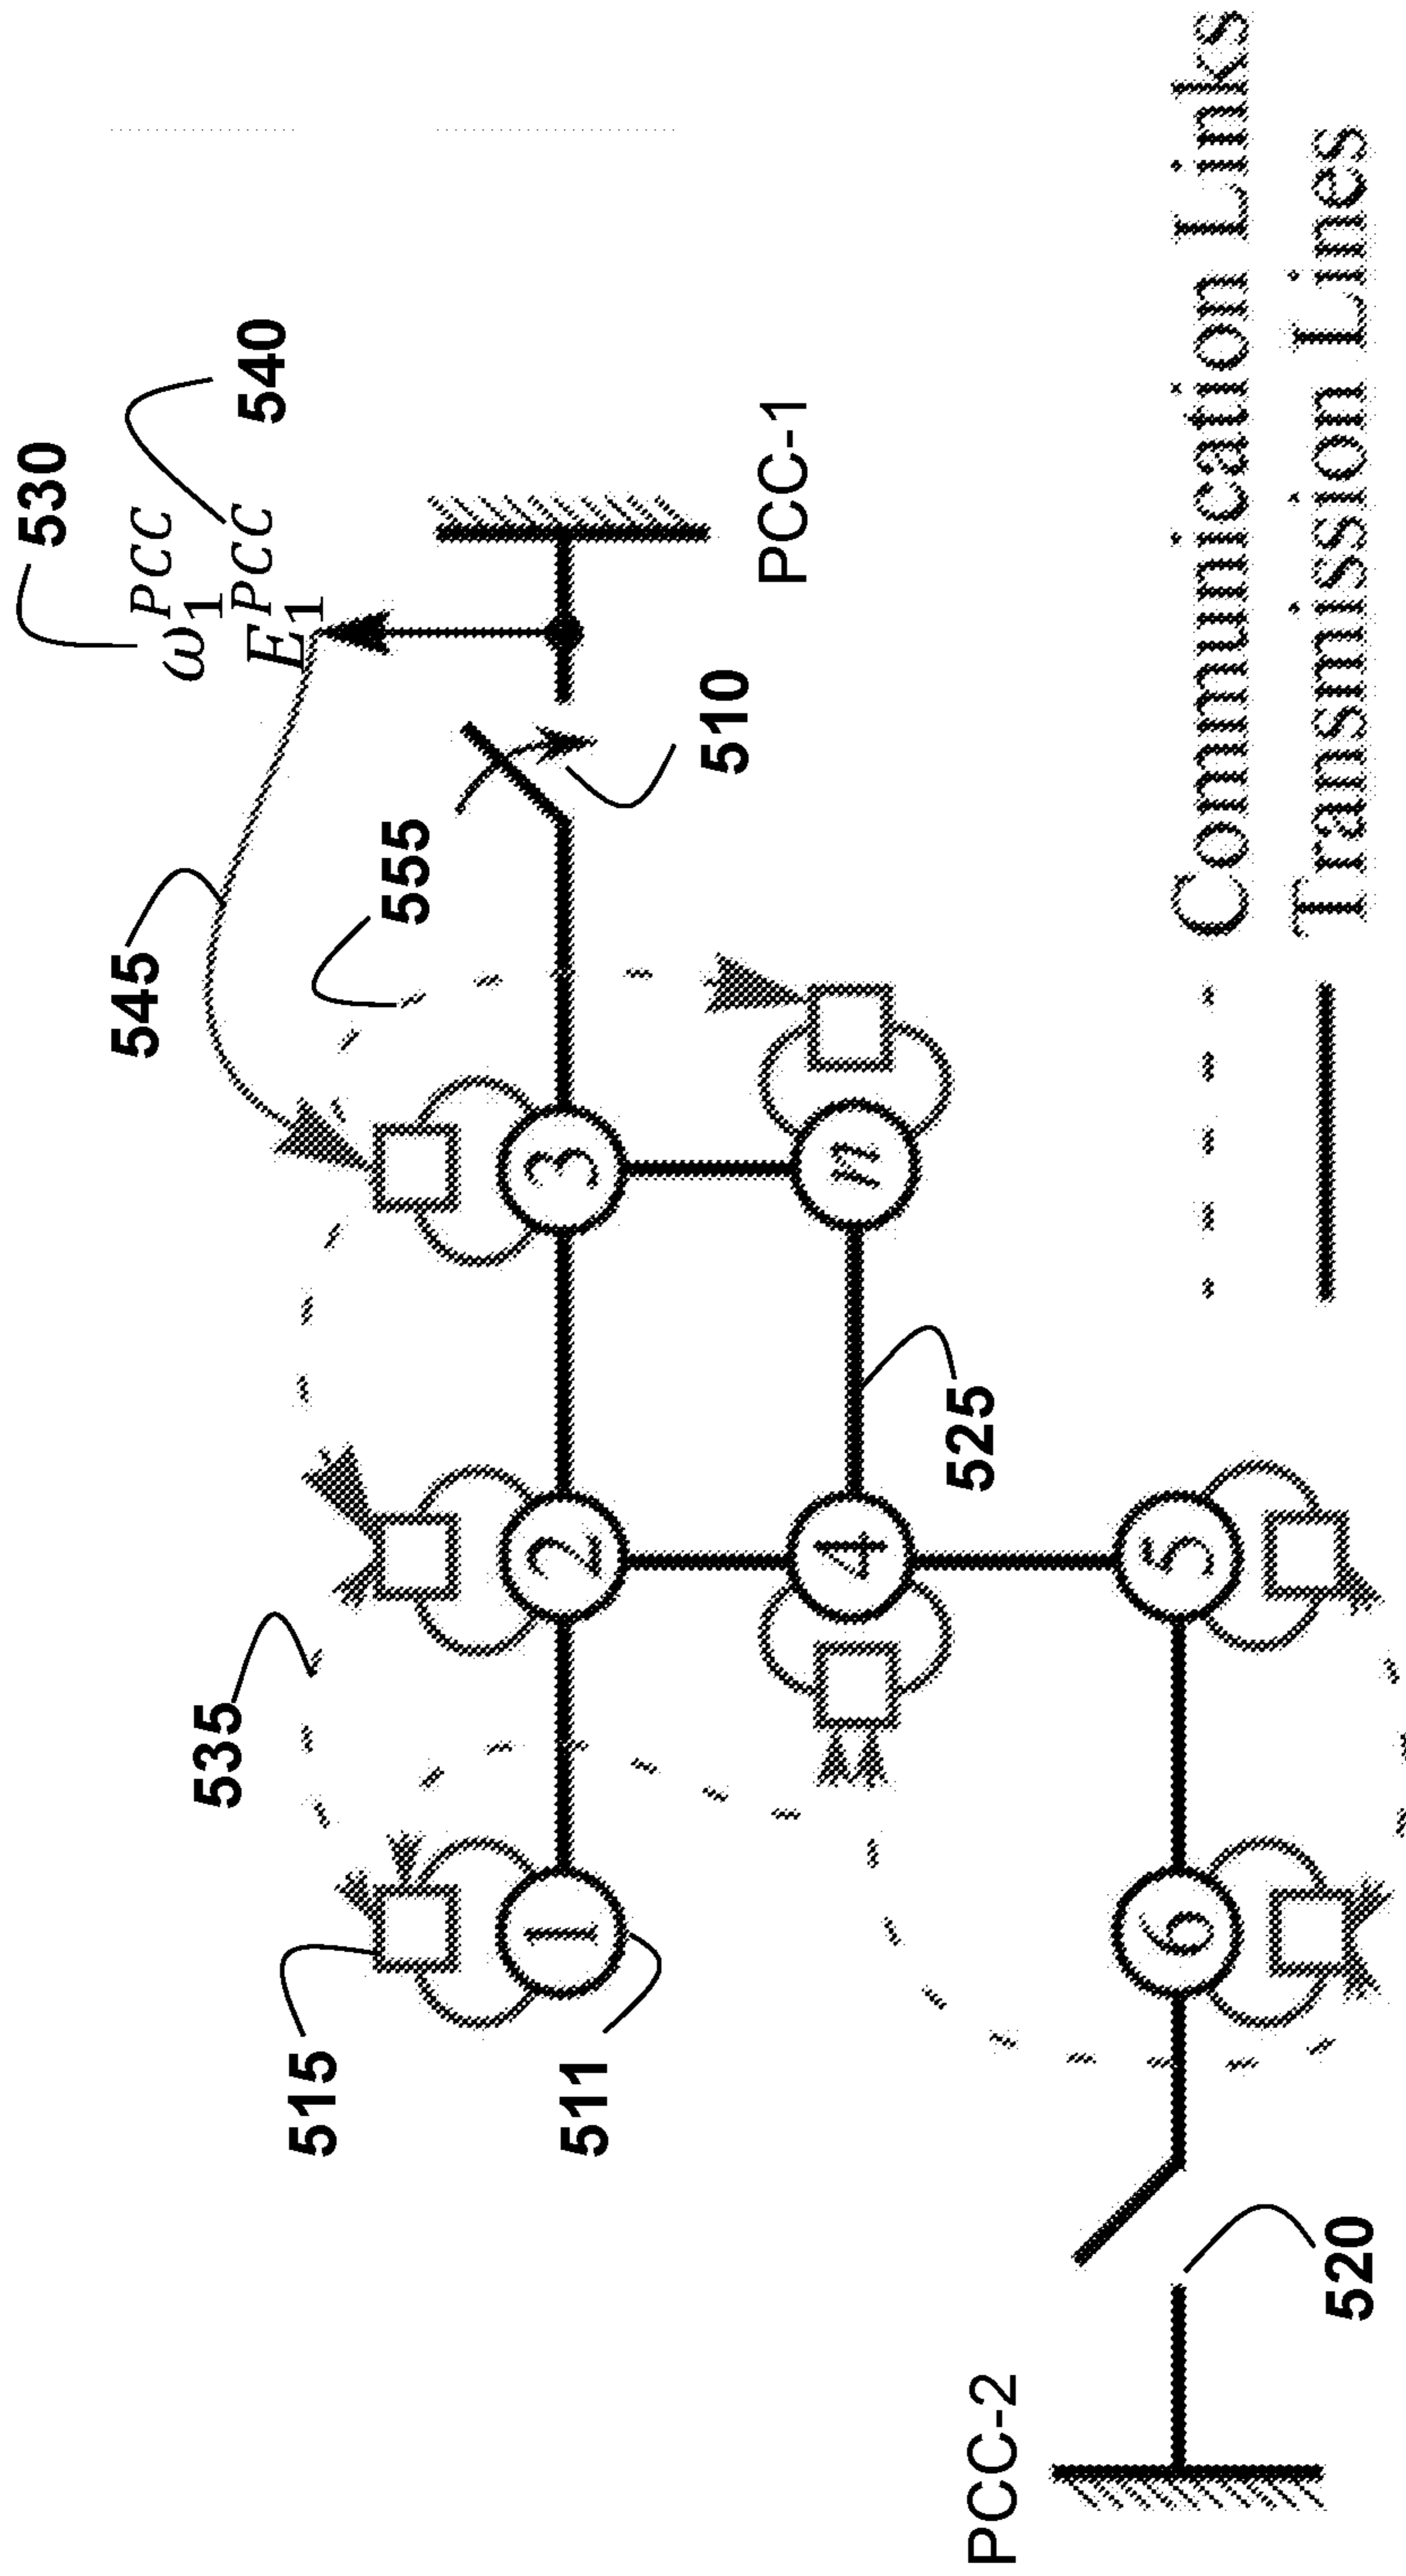 530
540
ω₁ᴾᶜᶜ
E₁ᴾᶜᶜ
545
555
510
PCC-1
535
515
1
2
3
511
4
n
525
6
5
PCC-2
520
Communication Links
Transmission Lines